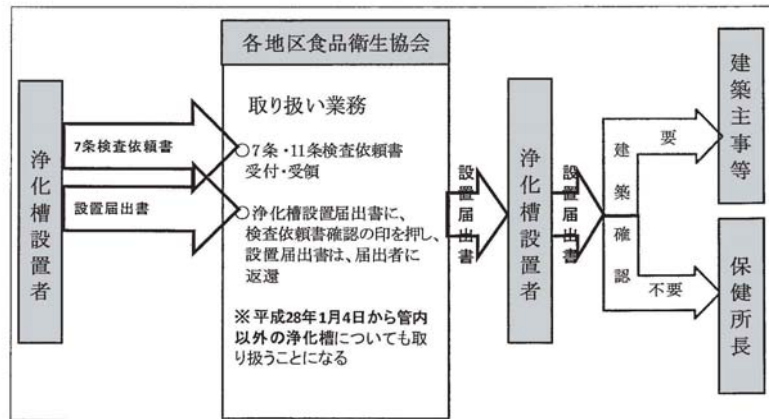 浄化槽設置者
7条検査依頼書
設置届出書
各地区食品衛生協会
取り扱い業務
○7条・11条検査依頼書
受付・受領
○浄化槽設置届出書に、
検査依頼書確認の印を押し、
設置届出書は、届出者に
返還
※平成28年1月4日から管内
以外の浄化槽についても取
り扱うことになる
設置届出書
浄化槽設置者
設置届出書
建築確認
要
不要
建築主事等
保健所長